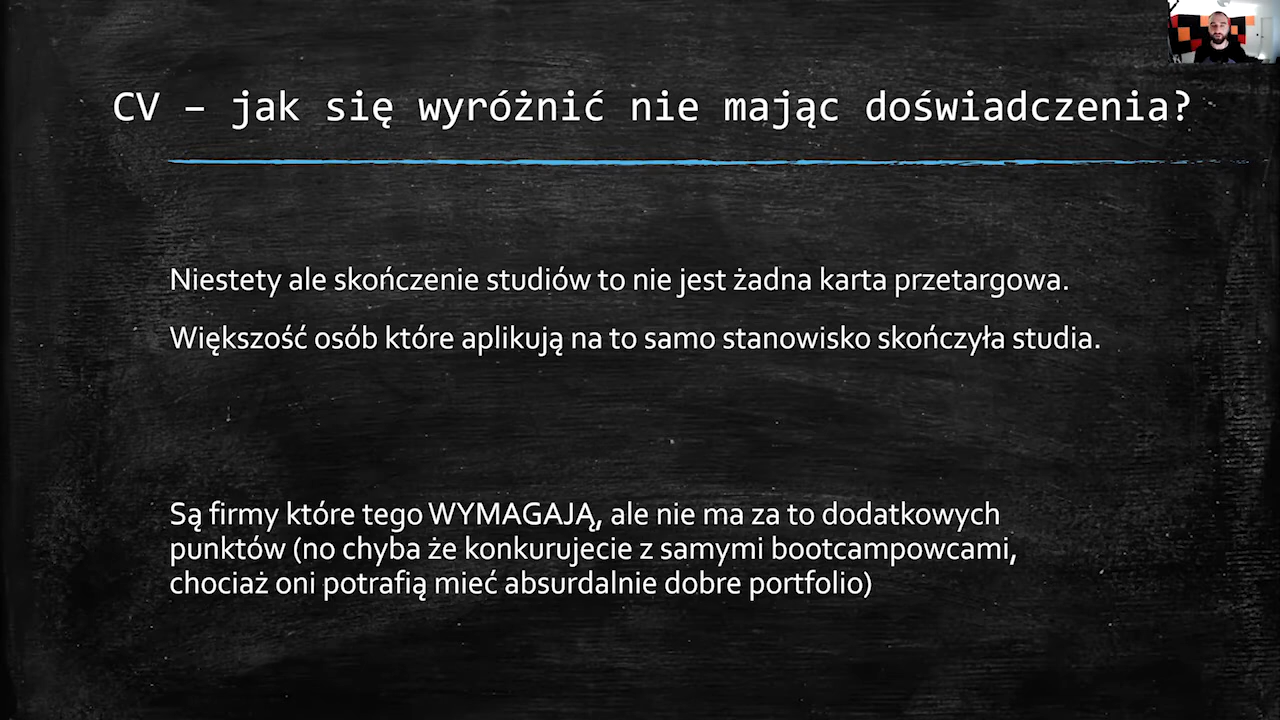 CV – jak się wyróżnić nie mając doświadczenia?
Niestety ale skończenie studiów to nie jest żadna karta przetargowa.
Większość osób które aplikują na to samo stanowisko skończyła studia.
Są firmy które tego WYMAGAJĄ, ale nie ma za to dodatkowych
punktów (no chyba że konkurujecie z samymi bootcampowcami,
chociaż oni potrafią mieć absurdalnie dobre portfolio)